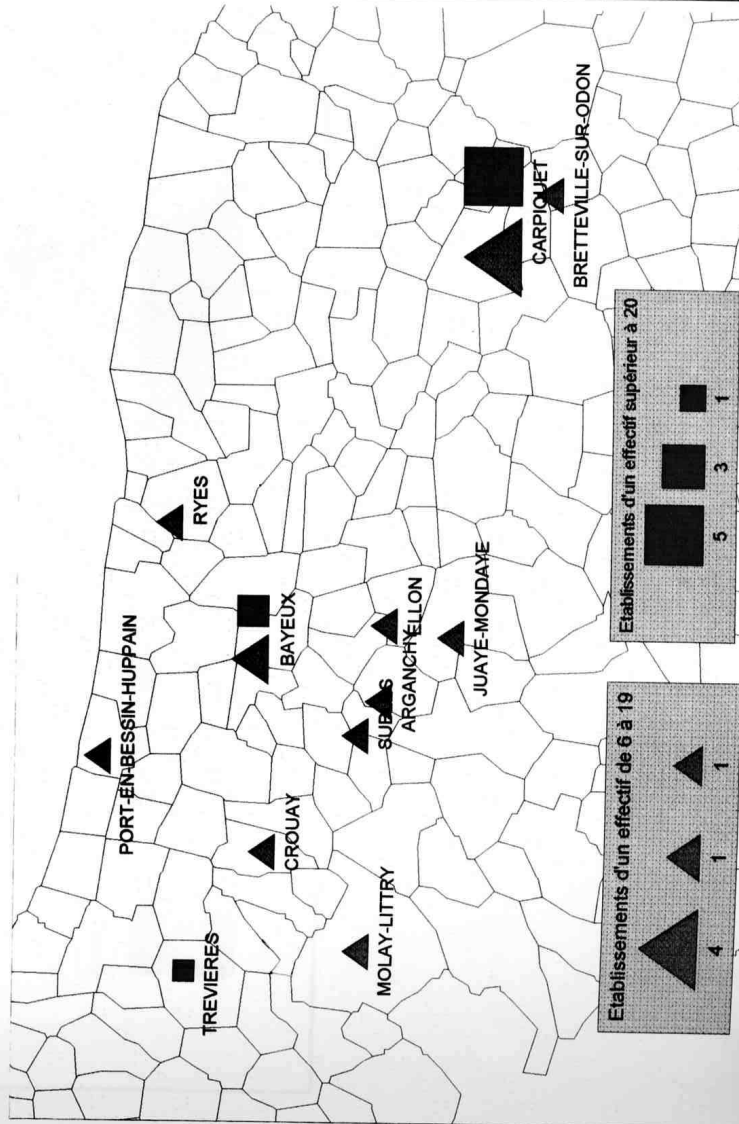 PORT-EN-BESSIN-HUPPAIN
RYES
TREVIERES
CROUAY
BAYEUX
MOLAY-LITTRY
SUBLES
ARGANCHY
ELLON
JUAYE-MONDAYE
CARPIQUET
BRETTEVILLE-SUR-ODON
Etablissements d'un effectif de 6 à 19
4 1 1
Etablissements d'un effectif supérieur à 20
5 3 1